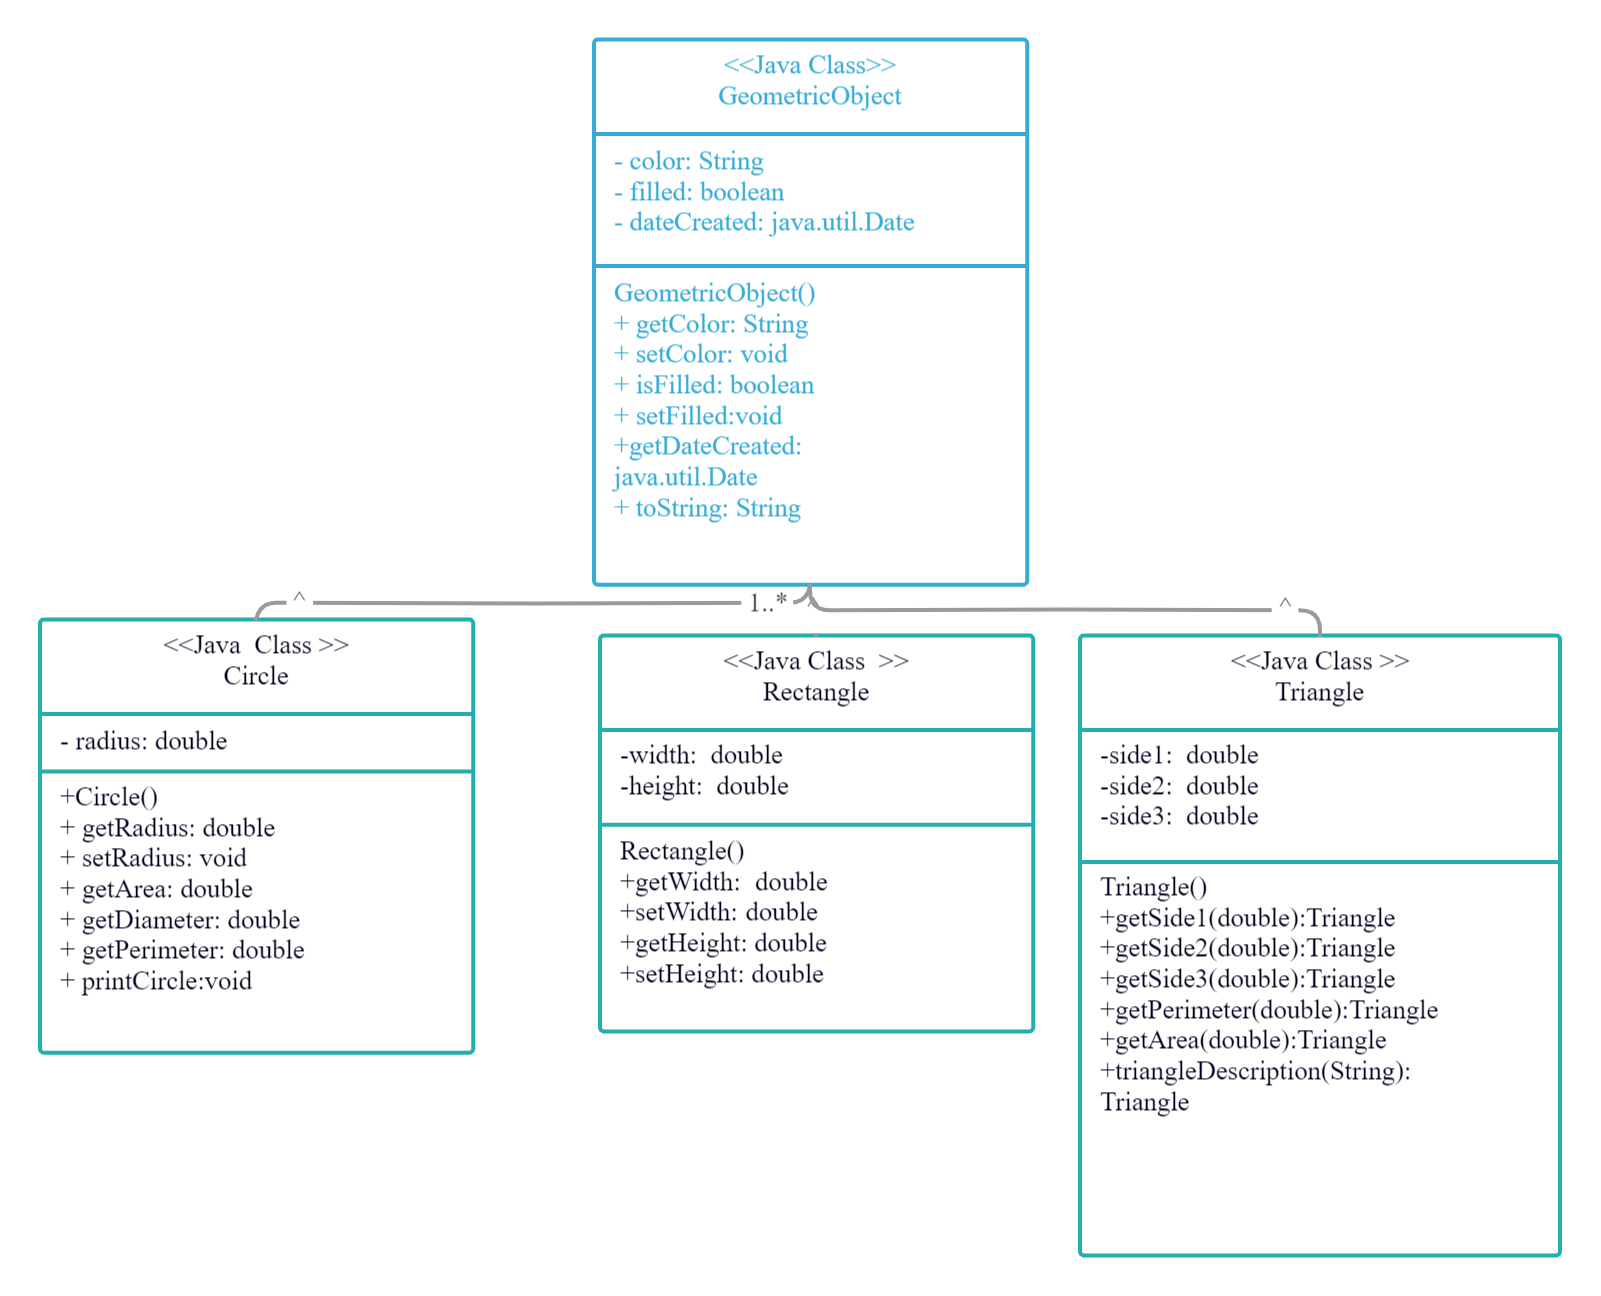 <<Java Class>>
GeometricObject
- color: String
- filled: boolean
- dateCreated: java.util.Date
GeometricObject()
+ getColor: String
+ setColor: void
+ isFilled: boolean
+ setFilled:void
+getDateCreated:
java.util.Date
+ toString: String
^
1..*
^
^
<<Java  Class >>
Circle
- radius: double
+Circle()
+ getRadius: double
+ setRadius: void
+ getArea: double
+ getDiameter: double
+ getPerimeter: double
+ printCircle:void
<<Java Class  >>
Rectangle
-width:  double
-height:  double
Rectangle()
+getWidth:  double
+setWidth: double
+getHeight: double
+setHeight: double
<<Java Class >>
Triangle
-side1:  double
-side2:  double
-side3:  double
Triangle()
+getSide1(double):Triangle
+getSide2(double):Triangle
+getSide3(double):Triangle
+getPerimeter(double):Triangle
+getArea(double):Triangle
+triangleDescription(String):
Triangle